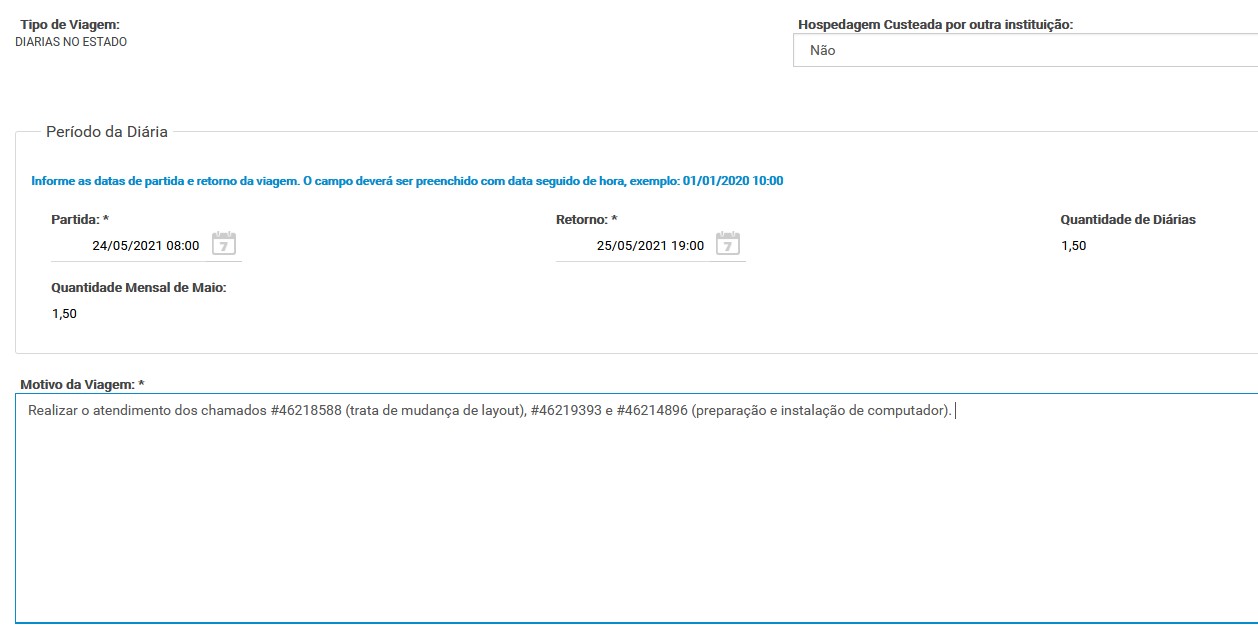 Tipo de Viagem:
DIARIAS NO ESTADO
Hospedagem Custeada por outra instituição:
Não
Período da Diária
Informe as datas de partida e retorno da viagem. O campo deverá ser preenchido com data seguido de hora, exemplo: 01/01/2020 10:00
Partida: *
24/05/2021 08:00
7
Retorno: *
25/05/2021 19:00
7
Quantidade de Diárias
1,50
Quantidade Mensal de Maio:
1,50
Motivo da Viagem: *
Realizar o atendimento dos chamados #46218588 (trata de mudança de layout), #46219393 e #46214896 (preparação e instalação de computador).